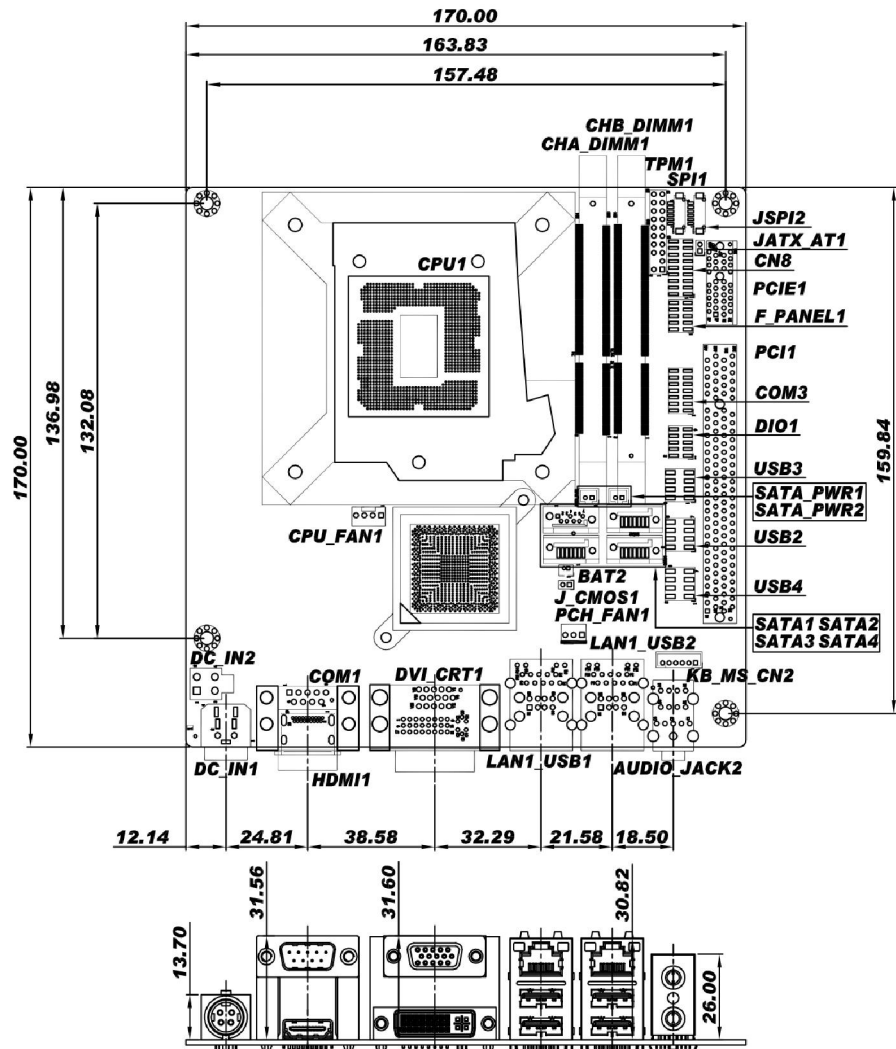 170.00
163.83
157.48
CHB_DIMM1
CHA_DIMM1
TPM1
SPI1
JSPI2
JATX_AT1
CN8
PCIE1
F_PANEL1
PCI1
COM3
DIO1
USB3
SATA_PWR1
SATA_PWR2
USB2
USB4
SATA1 SATA2
SATA3 SATA4
CPU1
CPU_FAN1
BAT2
J_CMOS1
PCH_FAN1
LAN1_USB2
KB_MS_CN2
DC_IN2
COM1
DVI_CRT1
DC_IN1
HDMI1
LAN1_USB1
AUDIO_JACK2
170.00
136.98
132.08
159.84
12.14
24.81
38.58
32.29
21.58
18.50
13.70
31.56
31.60
30.82
26.00